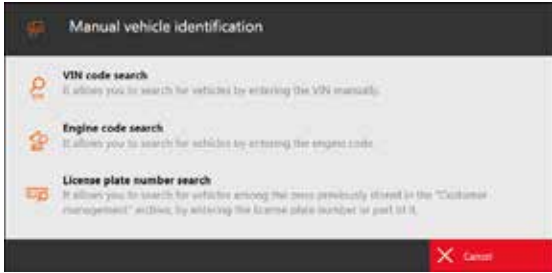 Manual vehicle identification
VIN code search
It allows you to search for vehicles by entering the VIN manually.
Engine code search
It allows you to search for vehicles by entering the engine code.
License plate number search
It allows you to search for vehicles among the ones previously stored in the "Customer
management" archive, by entering the license plate number or part of it.
Cancel